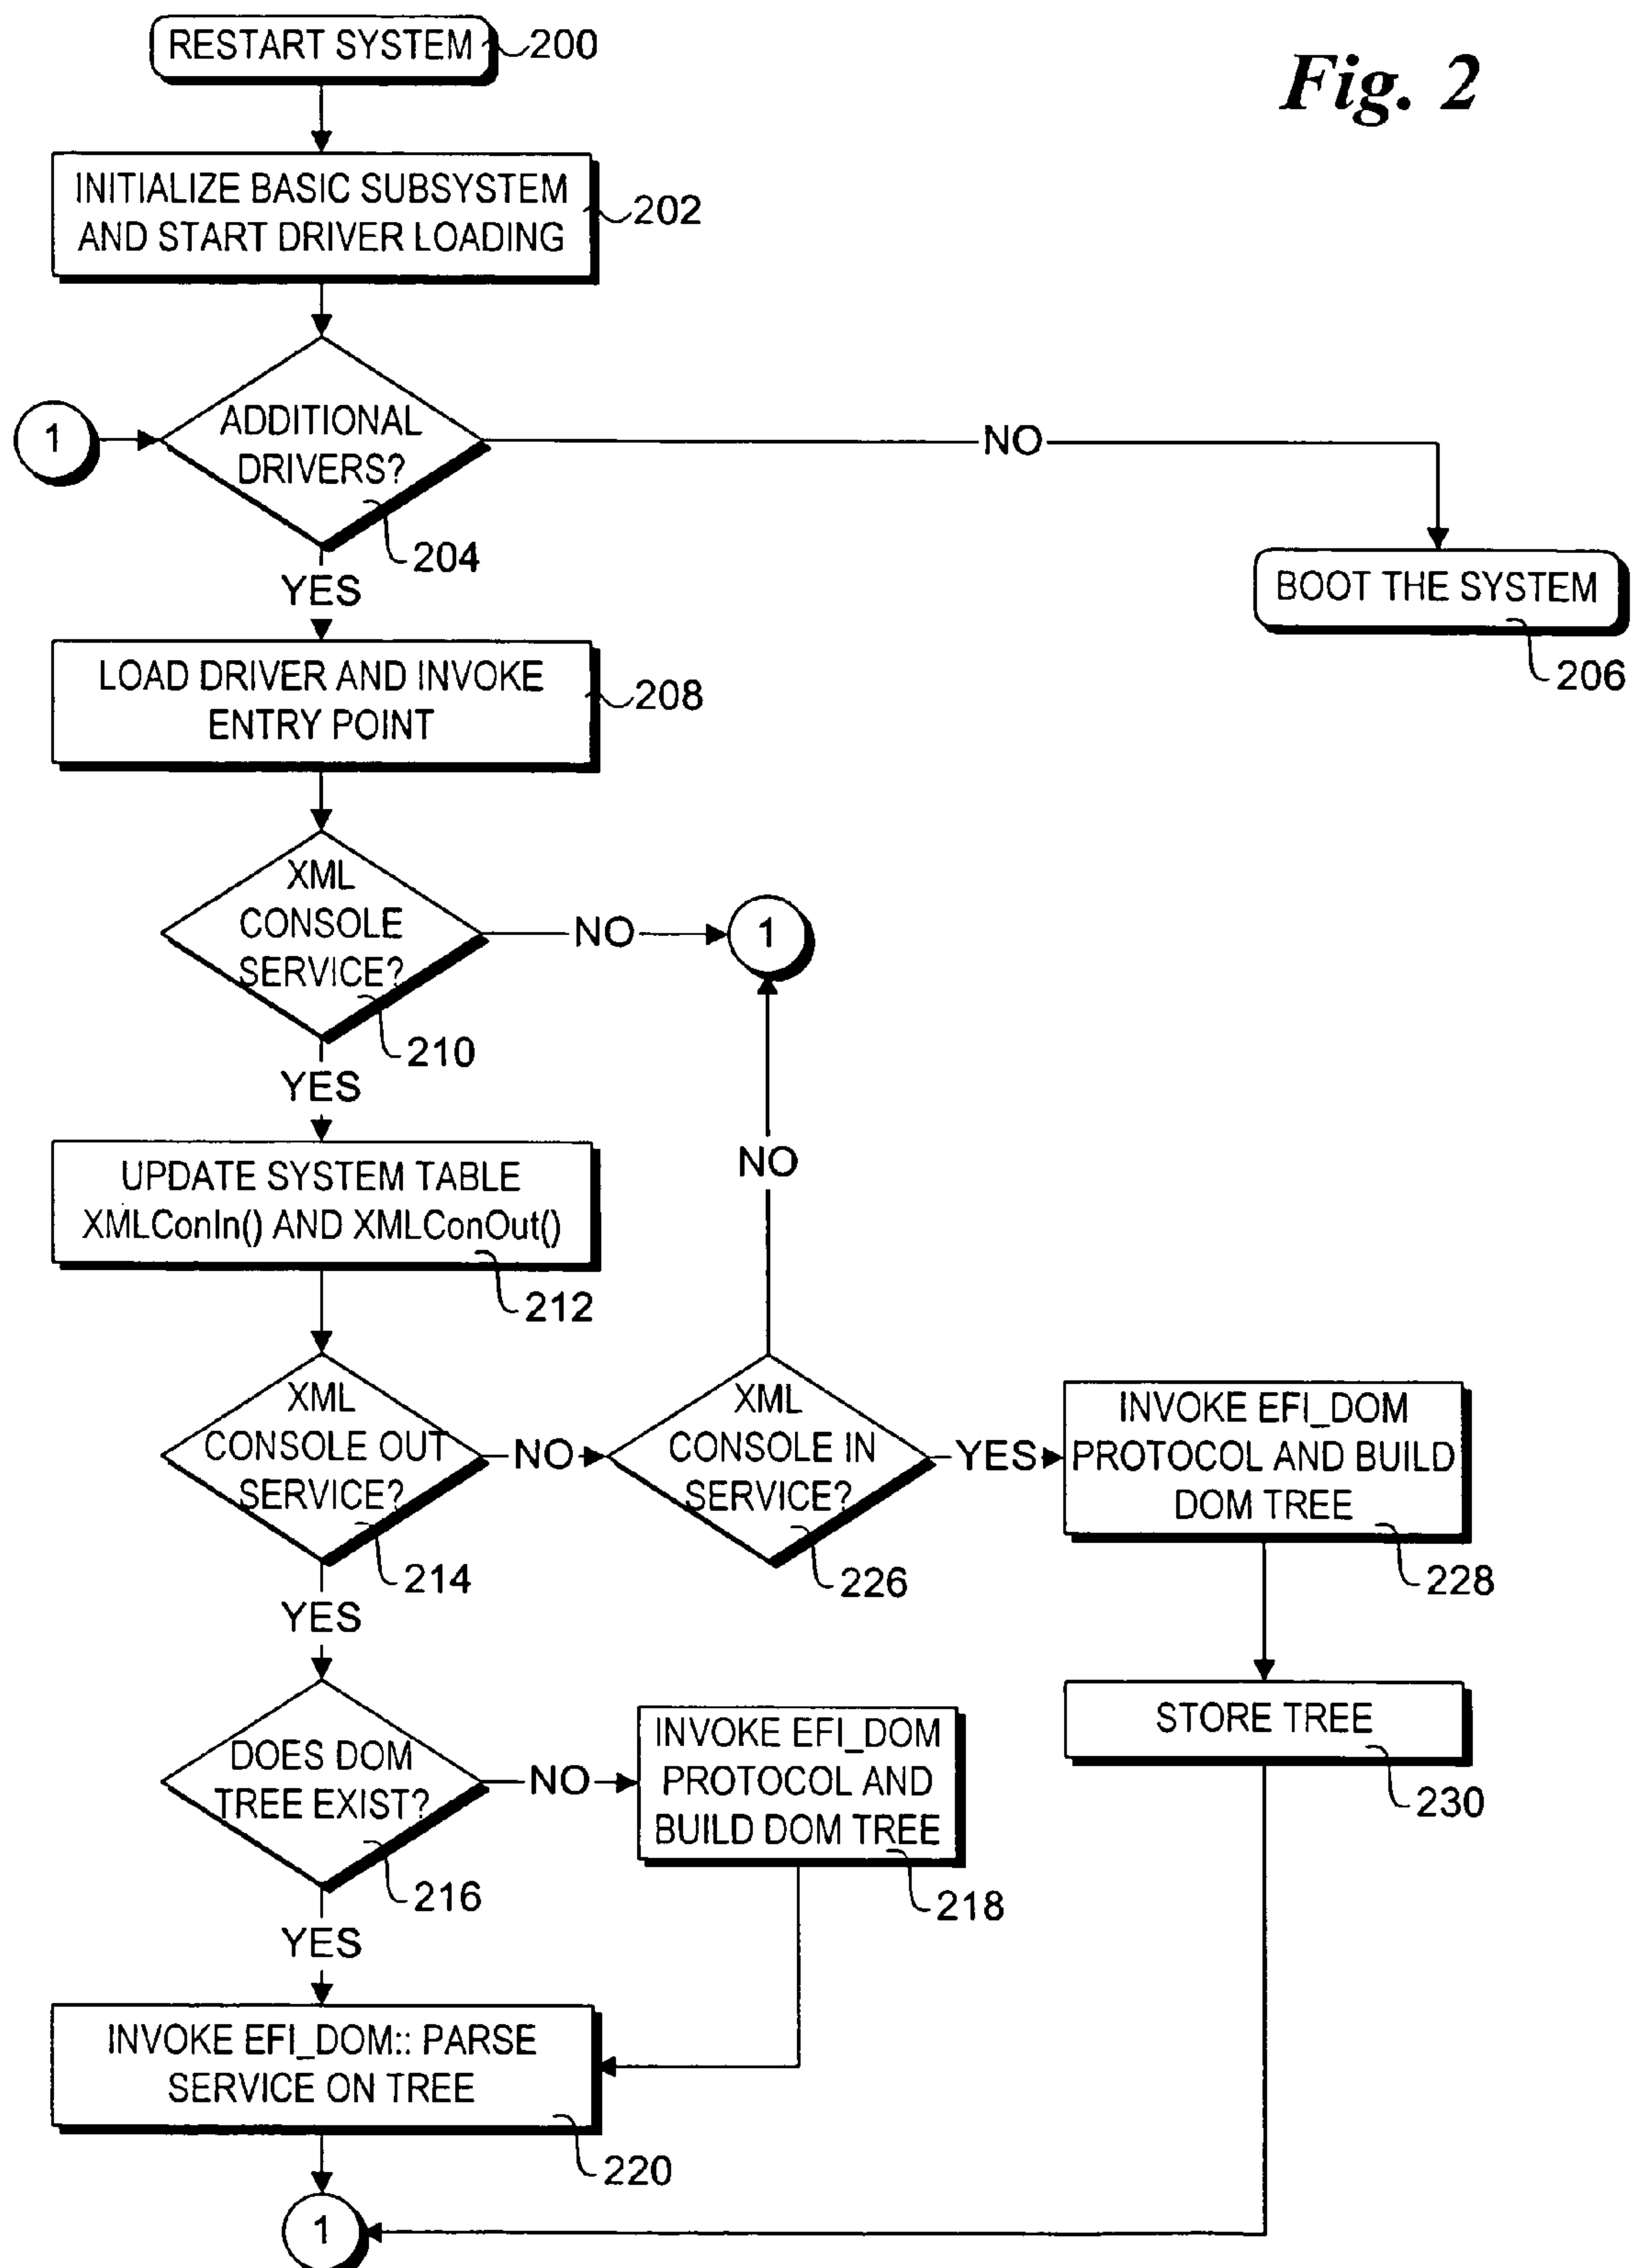 RESTART SYSTEM
200
Fig. 2
INITIALIZE BASIC SUBSYSTEM
AND START DRIVER LOADING
202
1
ADDITIONAL
DRIVERS?
204
NO
YES
BOOT THE SYSTEM
206
LOAD DRIVER AND INVOKE
ENTRY POINT
208
XML
CONSOLE
SERVICE?
210
NO
1
YES
UPDATE SYSTEM TABLE
XMLConIn() AND XMLConOut()
212
NO
XML
CONSOLE OUT
SERVICE?
214
NO
XML
CONSOLE IN
SERVICE?
226
YES
INVOKE EFI_DOM
PROTOCOL AND BUILD
DOM TREE
228
YES
DOES DOM
TREE EXIST?
216
NO
INVOKE EFI_DOM
PROTOCOL AND
BUILD DOM TREE
218
STORE TREE
230
YES
INVOKE EFI_DOM:: PARSE
SERVICE ON TREE
220
1